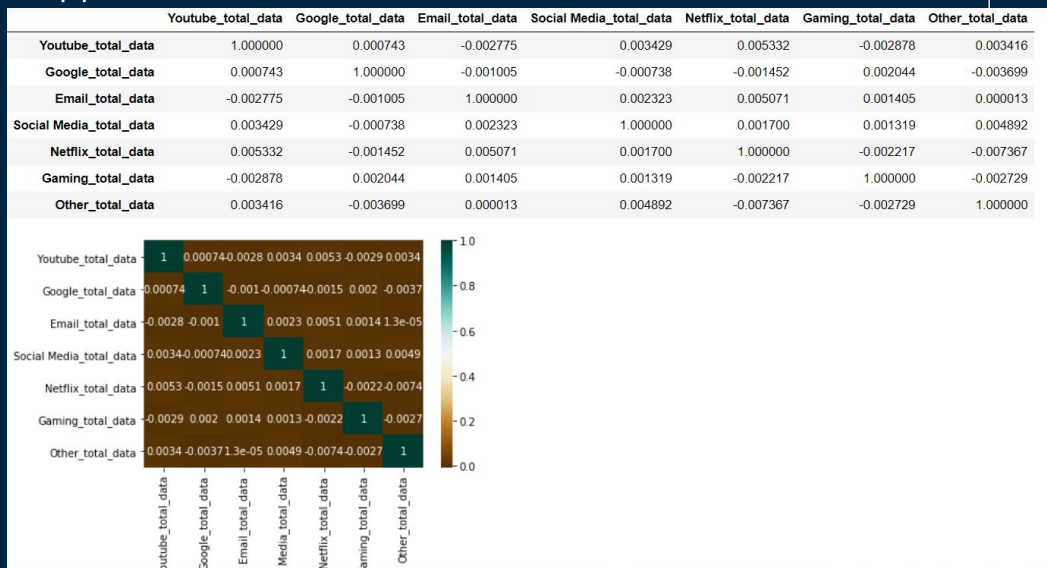 Youtube_total_data Google_total_data Email_total_data Social Media_total_data Netflix_total_data Gaming_total_data Other_total_data
Youtube_total_data 1.000000 0.000743 -0.002775 0.003429 0.005332 -0.002878 0.003416
Google_total_data 0.000743 1.000000 -0.001005 -0.000738 -0.001452 0.002044 -0.003699
Email_total_data -0.002775 -0.001005 1.000000 0.002323 0.005071 0.001405 0.000013
Social Media_total_data 0.003429 -0.000738 0.002323 1.000000 0.001700 0.001319 0.004892
Netflix_total_data 0.005332 -0.001452 0.005071 0.001700 1.000000 -0.002217 -0.007367
Gaming_total_data -0.002878 0.002044 0.001405 0.001319 -0.002217 1.000000 -0.002729
Other_total_data 0.003416 -0.003699 0.000013 0.004892 -0.007367 -0.002729 1.000000
Youtube_total_data 1 0.00074 -0.0028 0.0034 0.0053 -0.0029 0.0034
Google_total_data 0.00074 1 -0.001 -0.00074 -0.0015 0.002 -0.0037
Email_total_data -0.0028 -0.001 1 0.0023 0.0051 0.0014 1.3e-05
Social Media_total_data 0.0034 -0.00074 0.0023 1 0.0017 0.0013 0.0049
Netflix_total_data 0.0053 -0.0015 0.0051 0.0017 1 -0.0022 -0.0074
Gaming_total_data -0.0029 0.002 0.0014 0.0013 -0.0022 1 -0.0027
Other_total_data 0.0034 -0.0037 1.3e-05 0.0049 -0.0074 -0.0027 1
1.0
0.8
0.6
0.4
0.2
0.0
outube_total_data
Google_total_data
Email_total_data
Media_total_data
Netflix_total_data
aming_total_data
Other_total_data